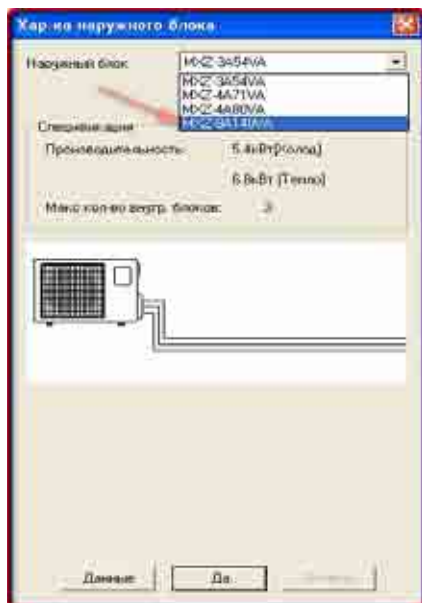 Хар-ка наружного блока
Наружный блок: MXZ-3A54VA
MXZ-3A54VA
MXZ-4A71VA
MXZ-4A80VA
MXZ-8A140VA
Спецификация
Производительность: 5.4кВт [Холод]
6.8кВт [Тепло]
Макс кол-во внутр. блоков: 3
Данные Да